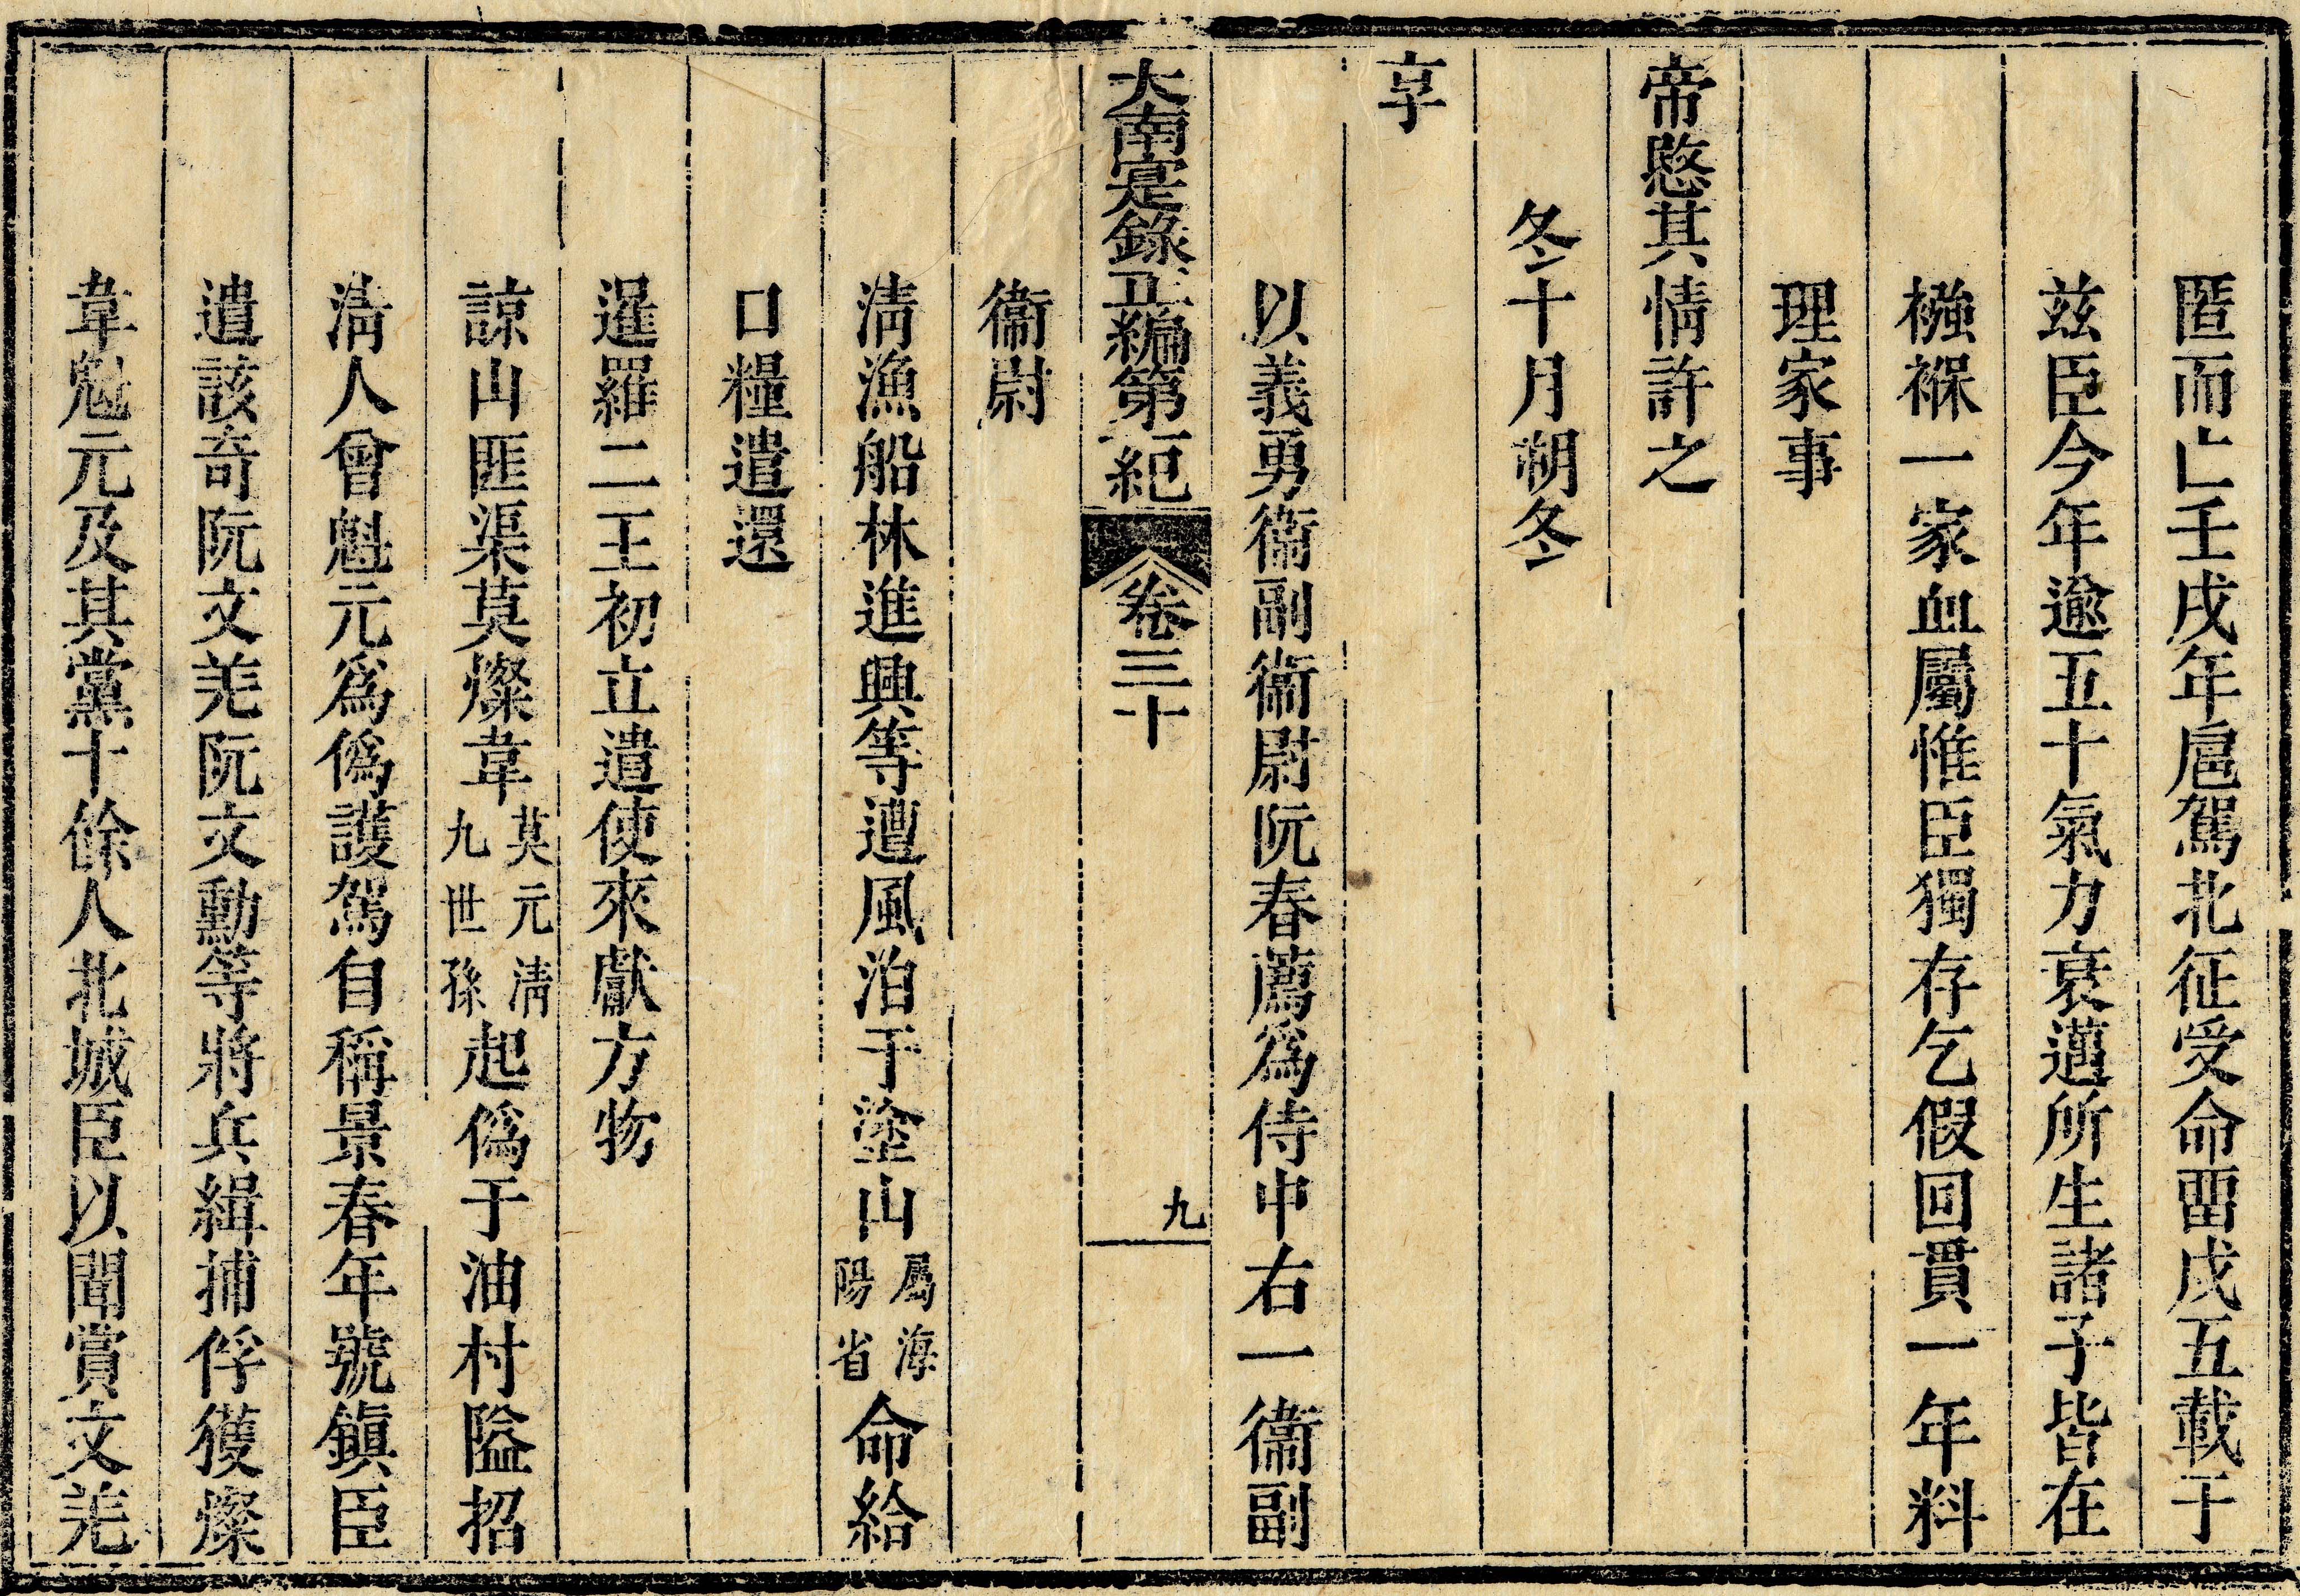 匿而亡壬戌年扈駕北征受命畱戍五載于
玆臣今年逾五十氣力衰邁所生諸子皆在
襁褓一家血屬惟臣獨存乞假回貫一年料
理家事
帝愍其情許之
冬十月朔冬
享
以義勇衞副衞尉阮春薦爲侍中右一衞副
大南寔錄正編第一紀 卷三十 九
衞尉
淸漁船林進興等遭風泊于塗山屬海陽省命給
口糧遣還
暹羅二王初立遣使來獻方物
諒山匪渠莫燦韋莫元淸九世孫起僞于油村隘招
淸人曾魁元爲僞護駕自稱景春年號鎭臣
遣該奇阮文羌阮文勳等將兵緝捕俘獲燦
韋魁元及其黨十餘人北城臣以聞賞文羌